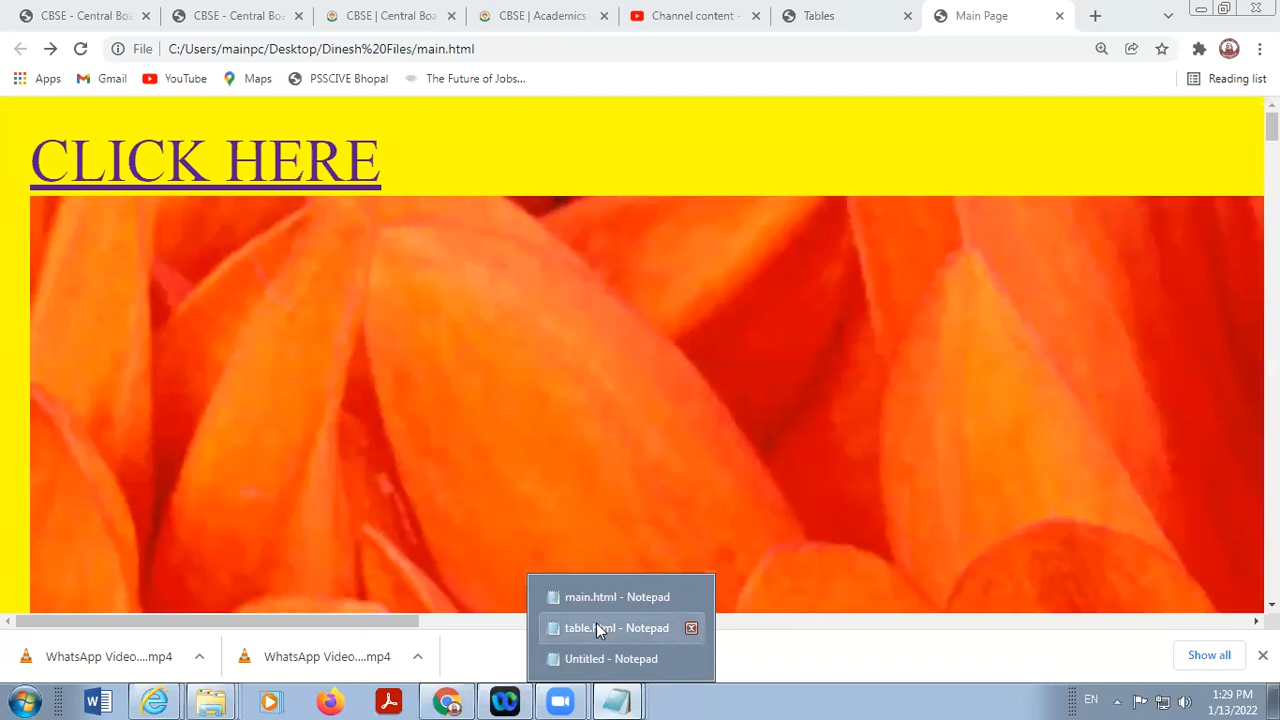 CBSE - Central Boa
CBSE - Central Boa
CBSE | Central Boa
CBSE | Academics :
Channel content -
Tables
Main Page
File
C:/Users/mainpc/Desktop/Dinesh%20Files/main.html
Apps
Gmail
YouTube
Maps
PSSCIVE Bhopal
The Future of Jobs...
Reading list
CLICK HERE
main.html - Notepad
table.html - Notepad
Untitled - Notepad
WhatsApp Video....mp4
WhatsApp Video....mp4
Show all
EN
1:29 PM
1/13/2022